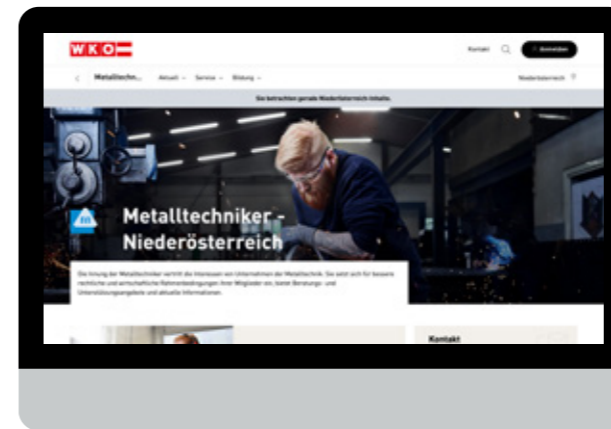 WKO
Kontakt
Anmelden
Metalltechn...
Aktuell
Service
Bildung
Niederösterreich
Sie betrachten gerade Niederösterreich Inhalte.
Metalltechniker -
Niederösterreich
Die Innung der Metalltechniker vertritt die Interessen von Unternehmen der Metalltechnik. Sie setzt sich für bessere
rechtliche und wirtschaftliche Rahmenbedingungen ihrer Mitglieder ein, bietet Beratungs- und
Unterstützungsangebote und aktuelle Informationen.
Kontakt